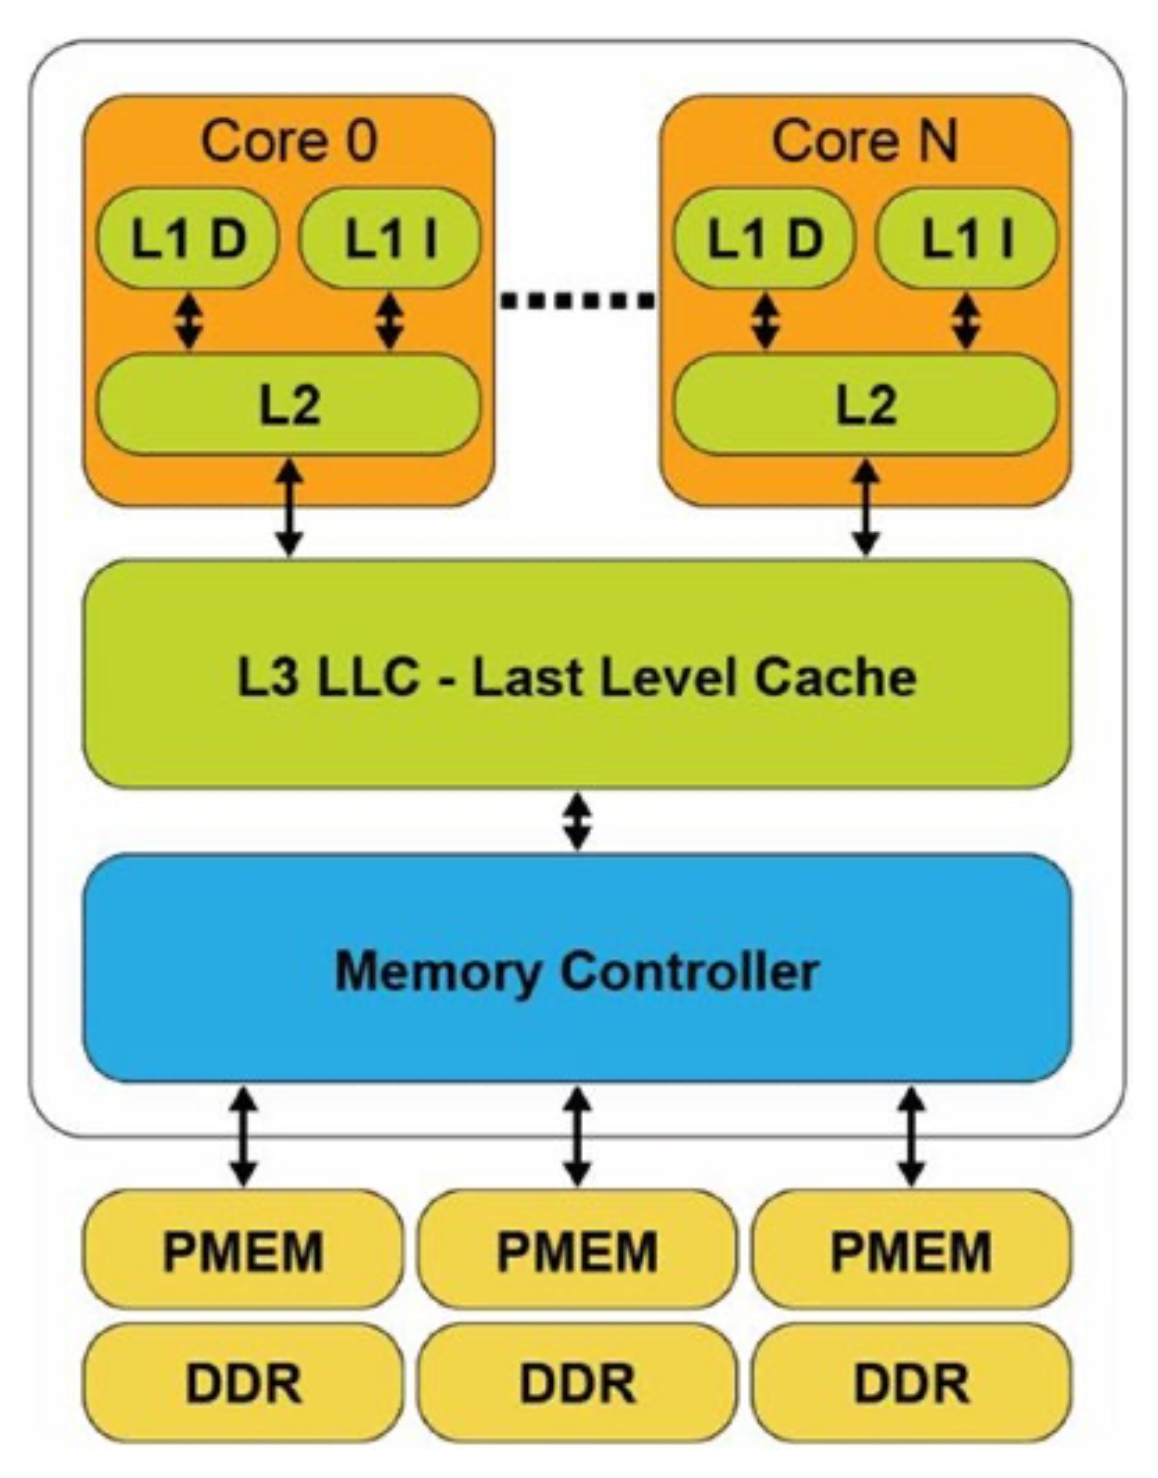 Core 0
Core N
L1 D
L1 I
L1 D
L1 I
L2
L2
L3 LLC - Last Level Cache
Memory Controller
PMEM
PMEM
PMEM
DDR
DDR
DDR